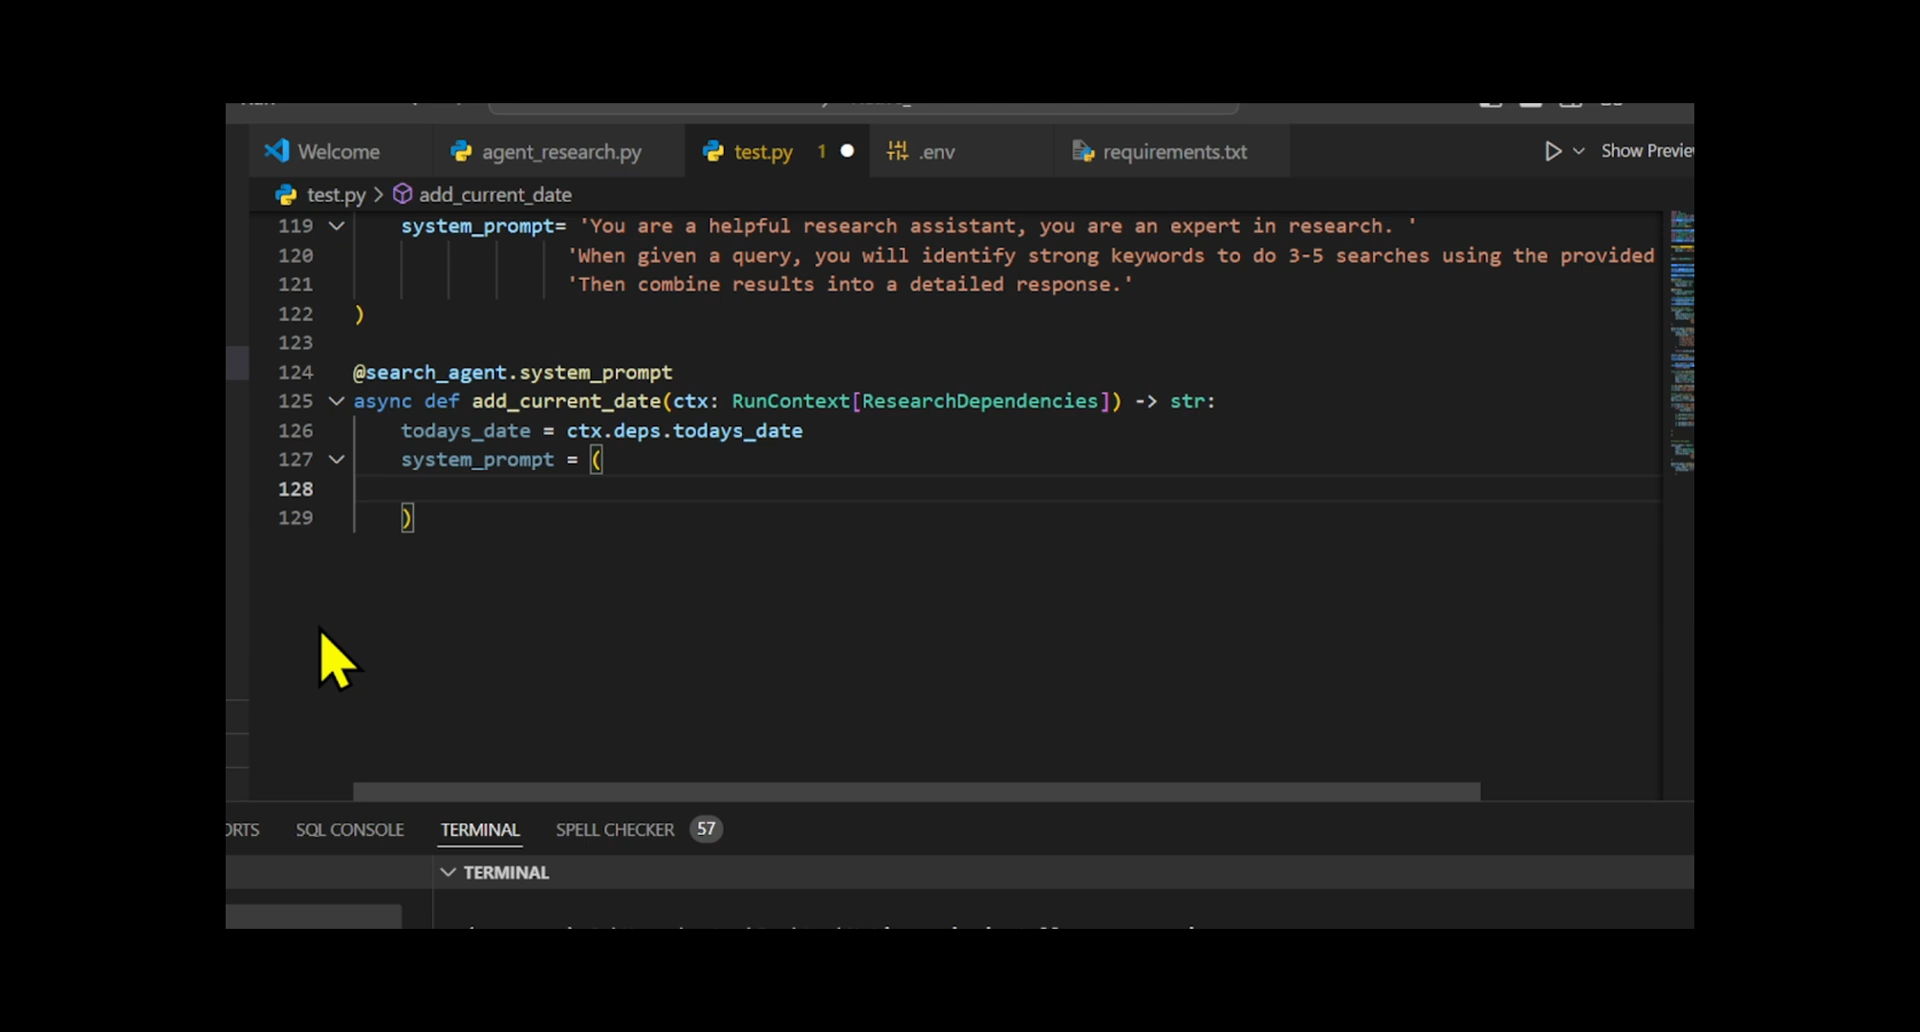 Welcome agent_research.py test.py 1 .env requirements.txt Show
test.py > add_current_date
119 system_prompt= 'You are a helpful research assistant, you are an expert in research. '
120 'When given a query, you will identify strong keywords to do 3-5 searches using the provided
121 'Then combine results into a detailed response.'
122 )
123
124 @search_agent.system_prompt
125 async def add_current_date(ctx: RunContext[ResearchDependencies]) -> str:
126 todays_date = ctx.deps.todays_date
127 system_prompt = (
128
129 )
SQL CONSOLE TERMINAL SPELL CHECKER 57
TERMINAL